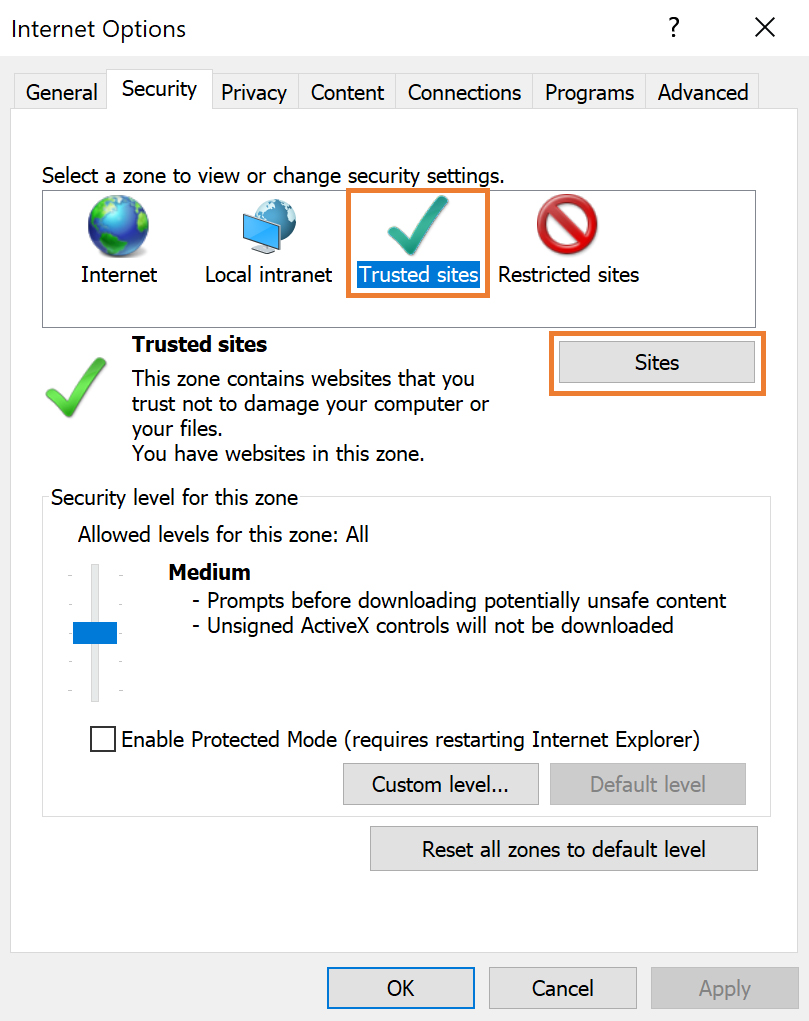 Internet Options
?
General
Security
Privacy
Content
Connections
Programs
Advanced
Select a zone to view or change security settings.
Internet
Local intranet
Trusted sites
Restricted sites
Trusted sites
Sites
This zone contains websites that you
trust not to damage your computer or
your files.
You have websites in this zone.
Security level for this zone
Allowed levels for this zone: All
Medium
- Prompts before downloading potentially unsafe content
- Unsigned ActiveX controls will not be downloaded
Enable Protected Mode (requires restarting Internet Explorer)
Custom level...
Default level
Reset all zones to default level
OK
Cancel
Apply